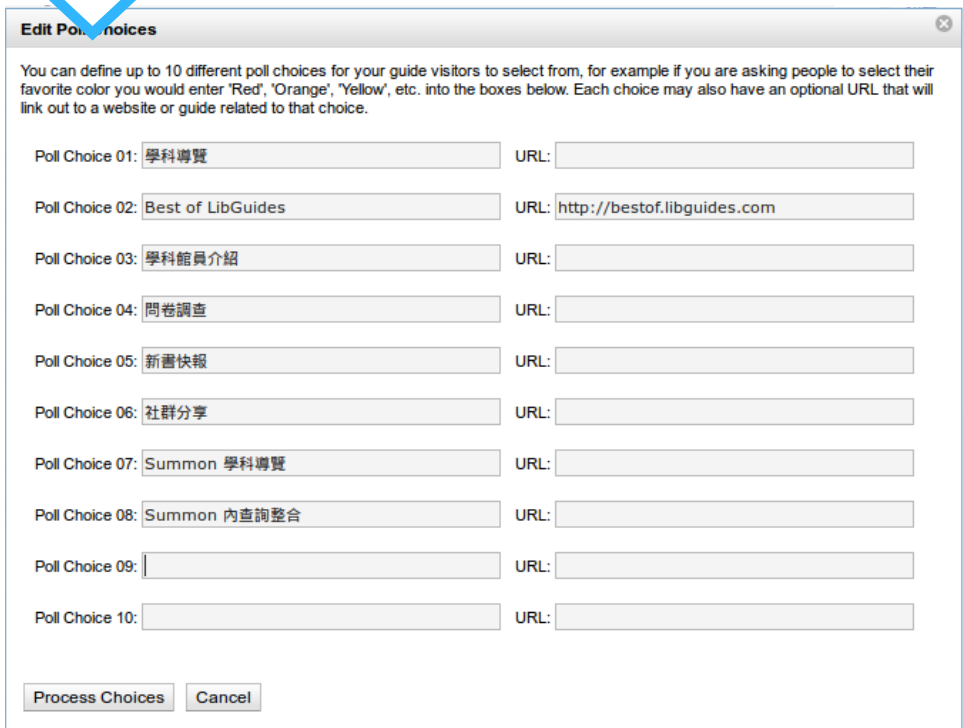 Edit Poll Choices
You can define up to 10 different poll choices for your guide visitors to select from, for example if you are asking people to select their
favorite color you would enter 'Red', 'Orange', 'Yellow', etc. into the boxes below. Each choice may also have an optional URL that will
link out to a website or guide related to that choice.
Poll Choice 01: 學科導覽 URL:
Poll Choice 02: Best of LibGuides URL: http://bestof.libguides.com
Poll Choice 03: 學科館員介紹 URL:
Poll Choice 04: 問卷調查 URL:
Poll Choice 05: 新書快報 URL:
Poll Choice 06: 社群分享 URL:
Poll Choice 07: Summon 學科導覽 URL:
Poll Choice 08: Summon 內查詢整合 URL:
Poll Choice 09: URL:
Poll Choice 10: URL:
Process Choices Cancel